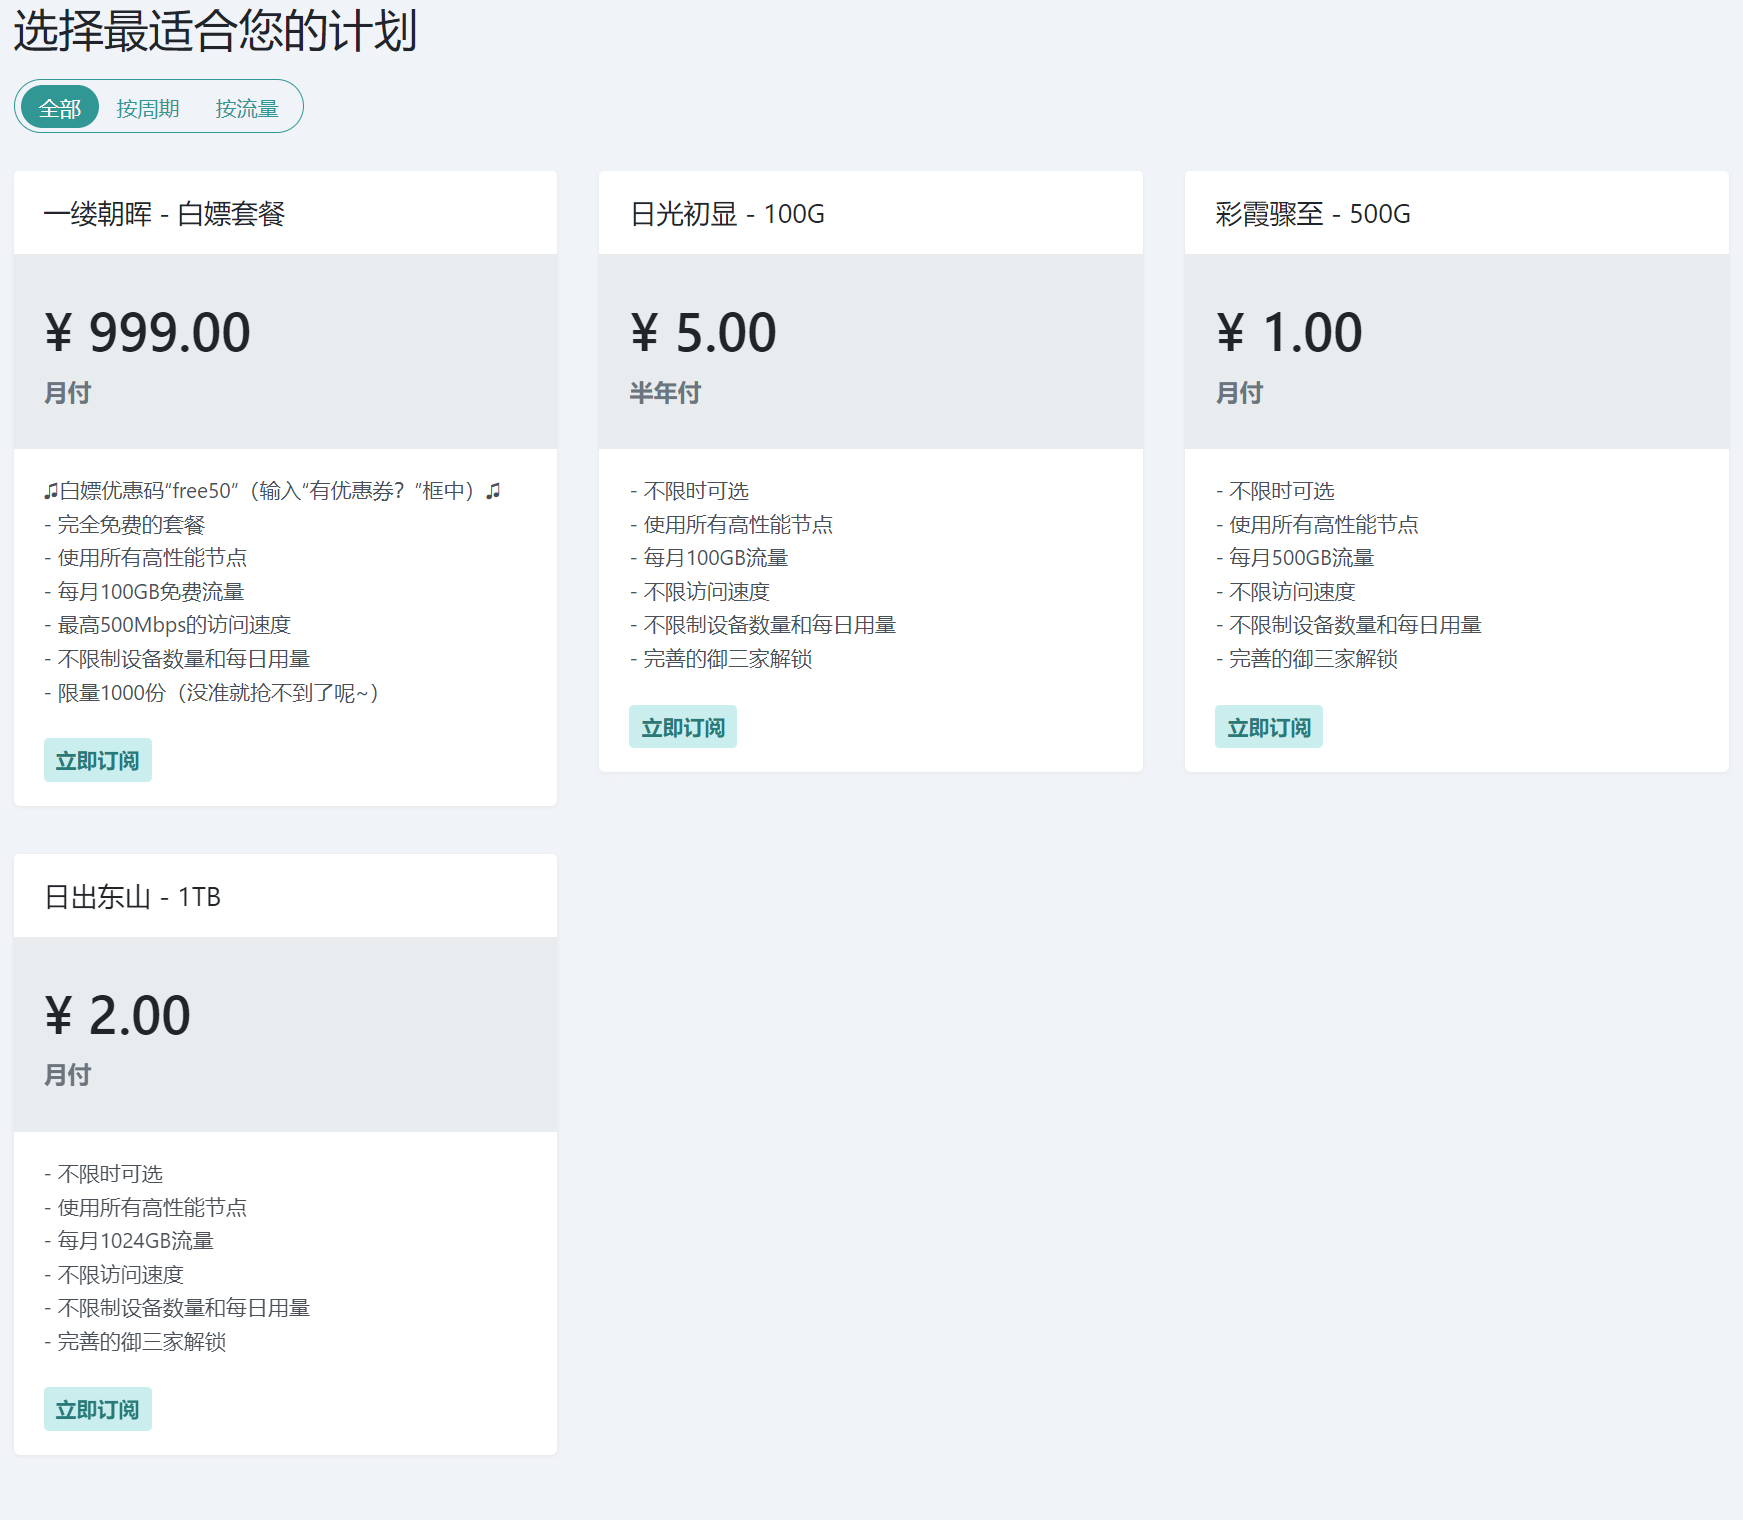 选择最适合您的计划
全部 按周期 按流量
一缕朝晖 - 白嫖套餐
¥ 999.00
月付
♫白嫖优惠码“free50”（输入“有优惠券？”框中）♫
- 完全免费的套餐
- 使用所有高性能节点
- 每月100GB免费流量
- 最高500Mbps的访问速度
- 不限制设备数量和每日用量
- 限量1000份（没准就抢不到了呢~）
立即订阅
日光初显 - 100G
¥ 5.00
半年付
- 不限时可选
- 使用所有高性能节点
- 每月100GB流量
- 不限访问速度
- 不限制设备数量和每日用量
- 完善的御三家解锁
立即订阅
彩霞骤至 - 500G
¥ 1.00
月付
- 不限时可选
- 使用所有高性能节点
- 每月500GB流量
- 不限访问速度
- 不限制设备数量和每日用量
- 完善的御三家解锁
立即订阅
日出东山 - 1TB
¥ 2.00
月付
- 不限时可选
- 使用所有高性能节点
- 每月1024GB流量
- 不限访问速度
- 不限制设备数量和每日用量
- 完善的御三家解锁
立即订阅